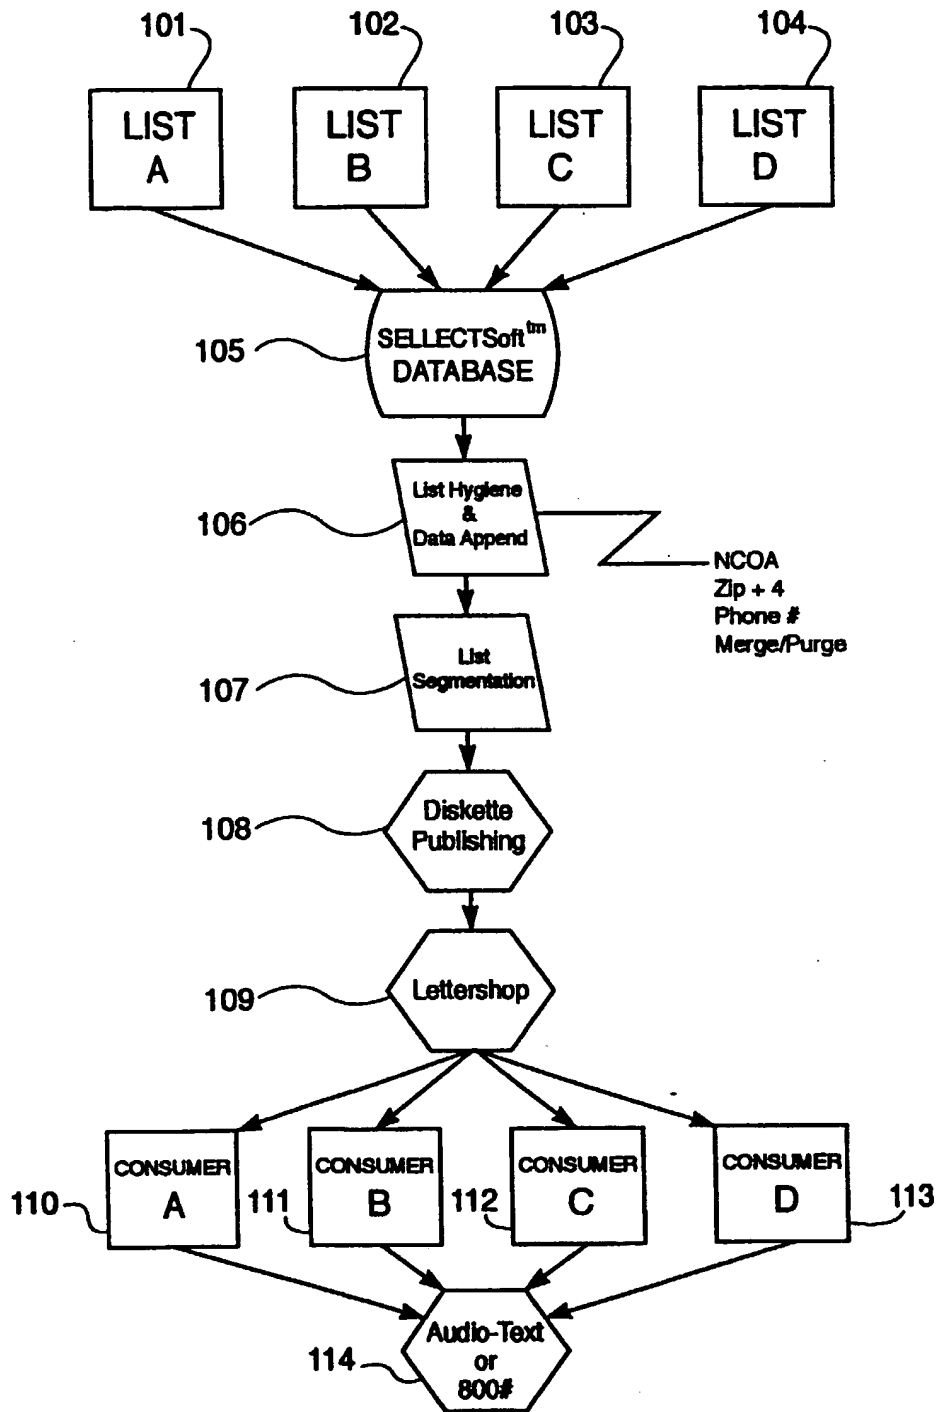 101
102
103
104
LIST
A
LIST
B
LIST
C
LIST
D
105
SELLECTSoft™
DATABASE
106
List Hygiene
&
Data Append
NCOA
Zip + 4
Phone #
Merge/Purge
107
List
Segmentation
108
Diskette
Publishing
109
Lettershop
CONSUMER
A
CONSUMER
B
CONSUMER
C
CONSUMER
D
110
111
112
113
114
Audio-Text
or
800#